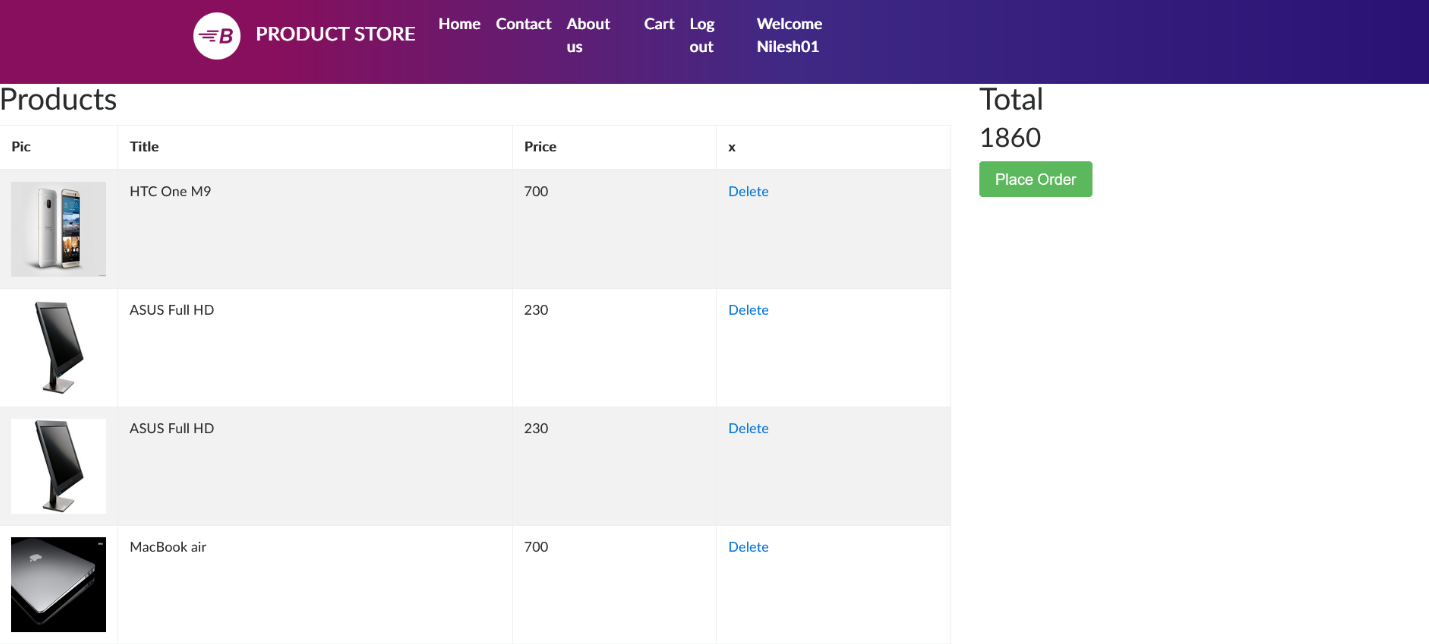 B
PRODUCT STORE
Home
Contact
About
us
Cart
Log
out
Welcome
Nilesh01
Products
Pic Title Price x
HTC One M9 700 Delete
ASUS Full HD 230 Delete
ASUS Full HD 230 Delete
MacBook air 700 Delete
Total
1860
Place Order